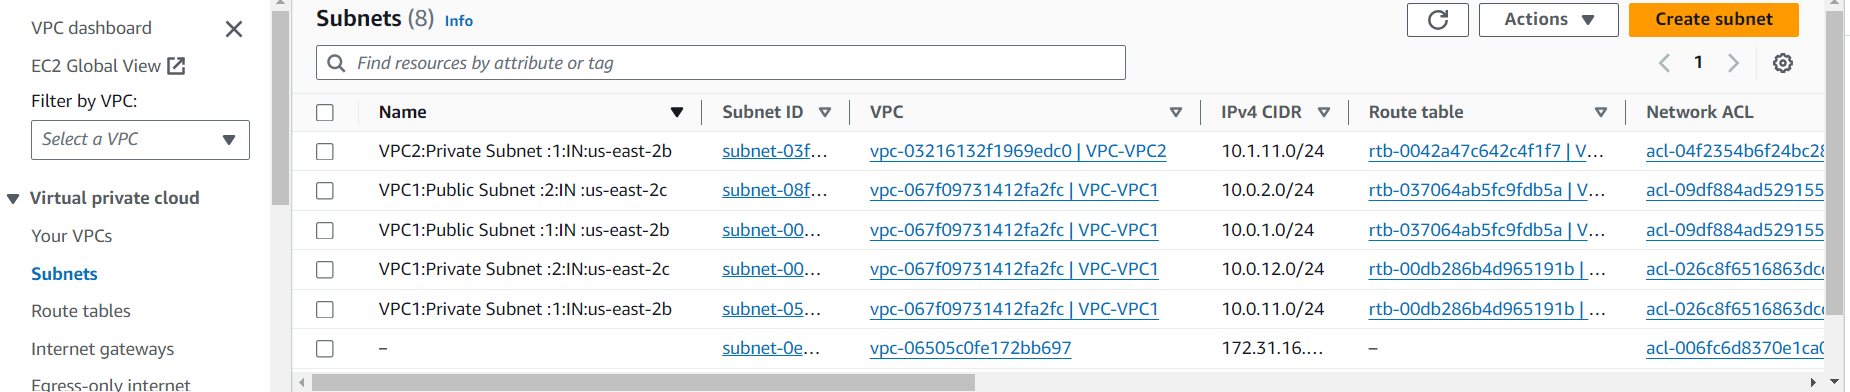 VPC dashboard
EC2 Global View
Filter by VPC:
Select a VPC
Virtual private cloud
Your VPCs
Subnets
Route tables
Internet gateways
Egress-only internet
Subnets (8) Info
Actions
Create subnet
Find resources by attribute or tag
1
Name Subnet ID VPC IPv4 CIDR Route table Network ACL
VPC2:Private Subnet :1:IN:us-east-2b subnet-03f... vpc-03216132f1969edc0 | VPC-VPC2 10.1.11.0/24 rtb-0042a47c642c4f1f7 | V... acl-04f2354b6f24bc28
VPC1:Public Subnet :2:IN :us-east-2c subnet-08f... vpc-067f09731412fa2fc | VPC-VPC1 10.0.2.0/24 rtb-037064ab5fc9fdb5a | V... acl-09df884ad529155
VPC1:Public Subnet :1:IN :us-east-2b subnet-00... vpc-067f09731412fa2fc | VPC-VPC1 10.0.1.0/24 rtb-037064ab5fc9fdb5a | V... acl-09df884ad529155
VPC1:Private Subnet :2:IN:us-east-2c subnet-00... vpc-067f09731412fa2fc | VPC-VPC1 10.0.12.0/24 rtb-00db286b4d965191b | ... acl-026c8f6516863dcc
VPC1:Private Subnet :1:IN:us-east-2b subnet-05... vpc-067f09731412fa2fc | VPC-VPC1 10.0.11.0/24 rtb-00db286b4d965191b | ... acl-026c8f6516863dcc
– subnet-0e... vpc-06505c0fe172bb697 172.31.16.... – acl-006fc6d8370e1ca0